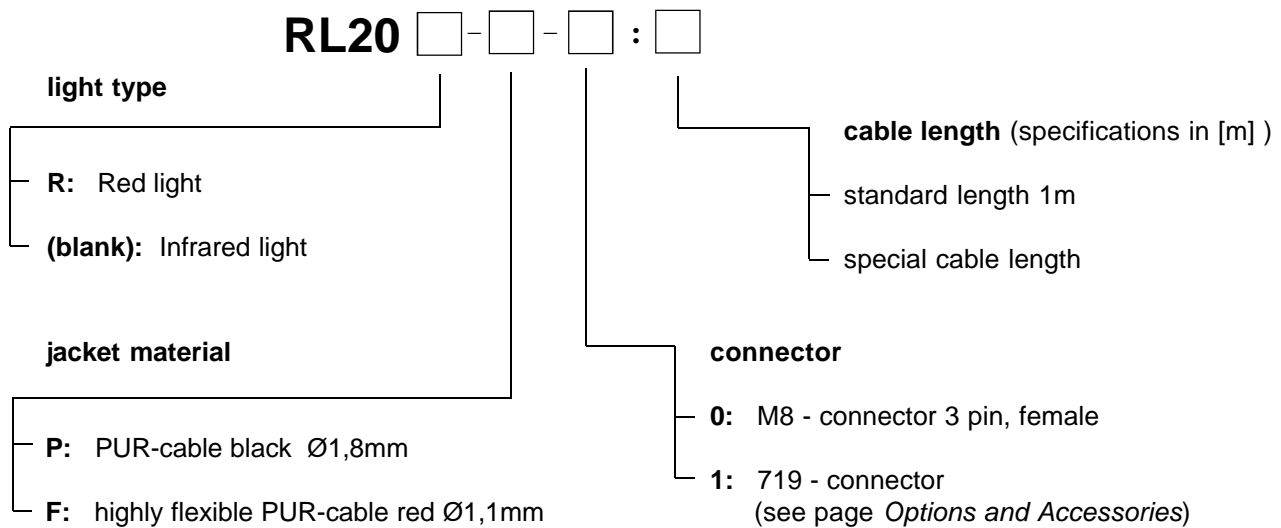 RL20 - - :
light type
cable length (specifications in [m] )
R: Red light
standard length 1m
(blank): Infrared light
special cable length
jacket material
connector
0: M8 - connector 3 pin, female
P: PUR-cable black Ø1,8mm
1: 719 - connector
(see page Options and Accessories)
F: highly flexible PUR-cable red Ø1,1mm